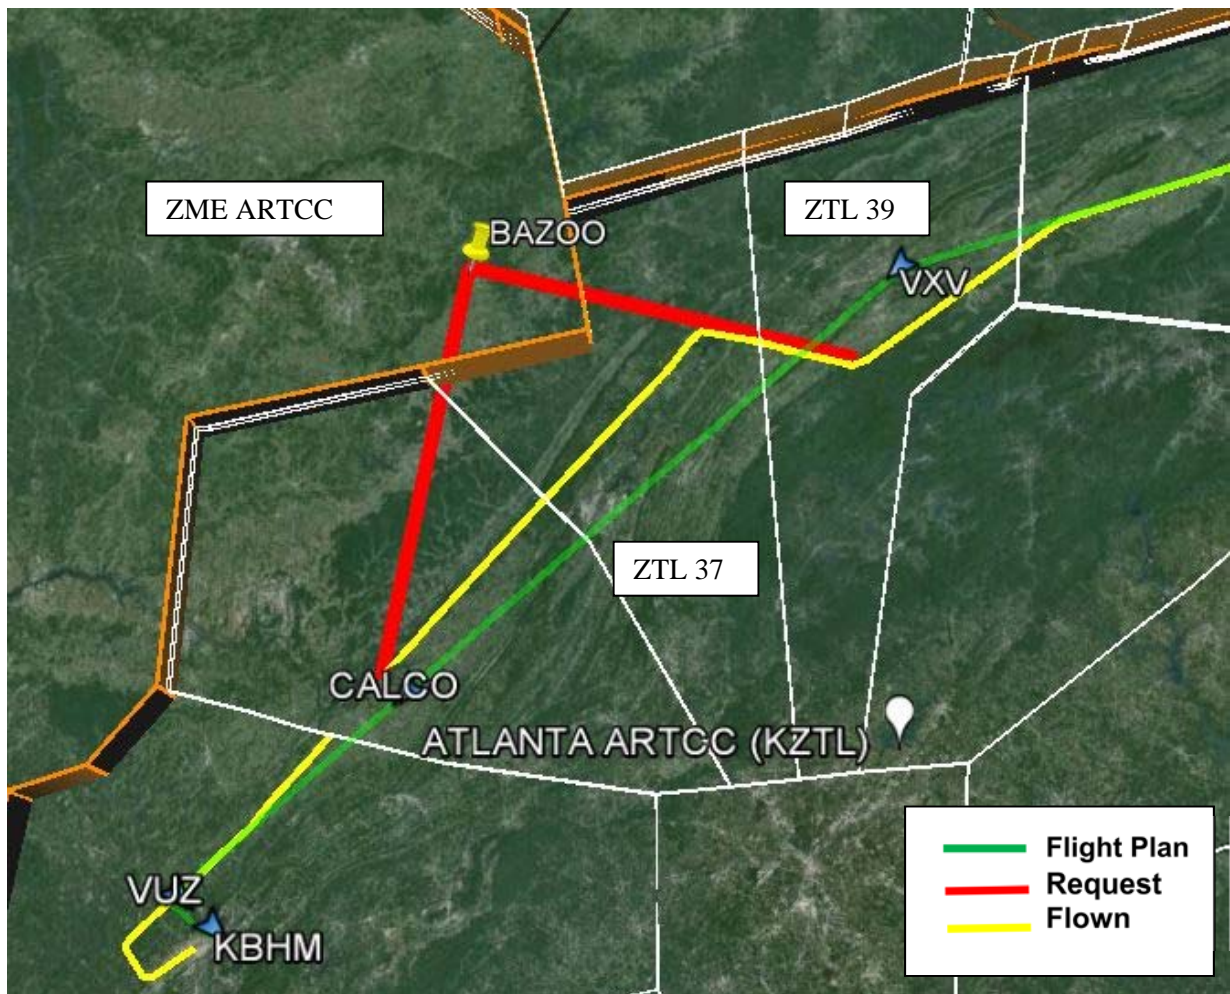 ZME ARTCC
ZTL 39
BAZOO
VXV
ZTL 37
CALCO
ATLANTA ARTCC (KZTL)
VUZ
KBHM
Flight Plan
Request
Flown